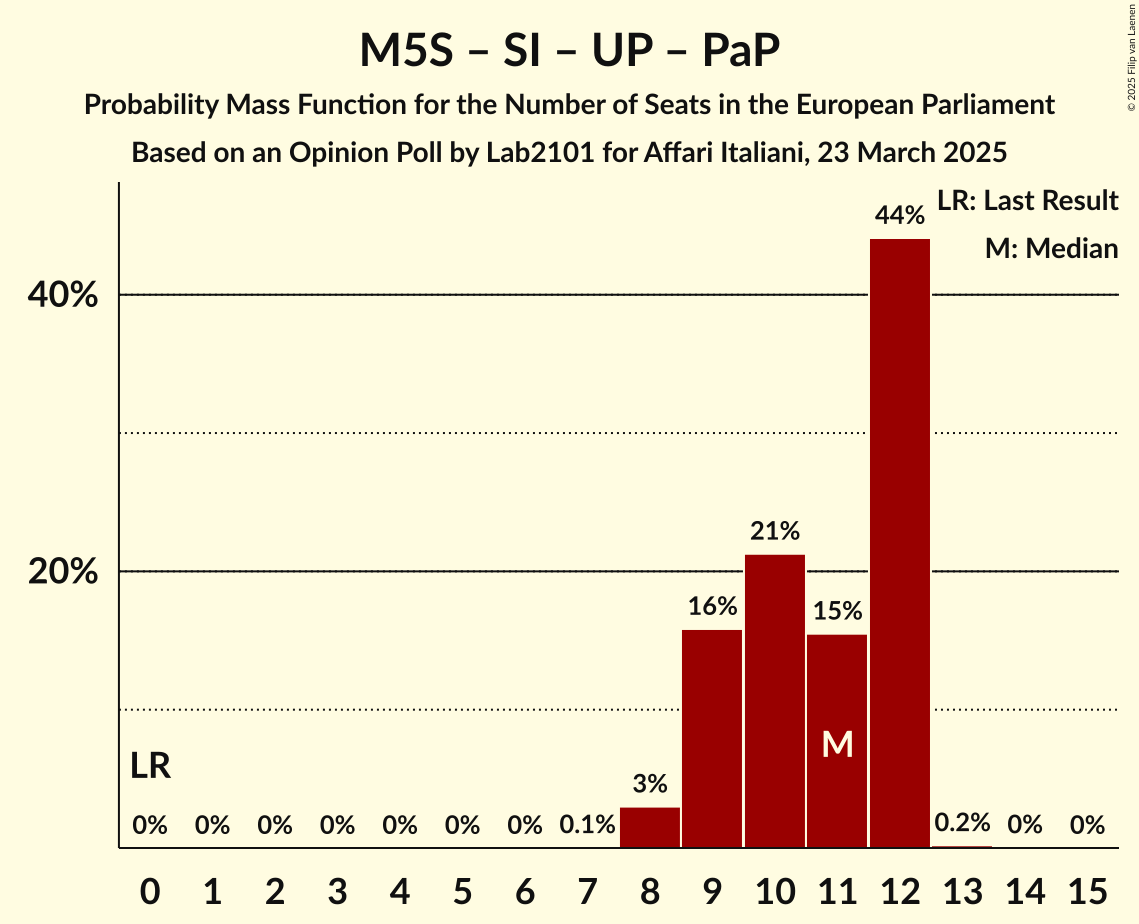 M5S – SI – UP – PaP
Probability Mass Function for the Number of Seats in the European Parliament
Based on an Opinion Poll by Lab2101 for Affari Italiani, 23 March 2025
© 2025 Filip van Laenen
LR: Last Result
M: Median
40%
20%
44%
21%
16%
15%
3%
M
LR
0% 0% 0% 0% 0% 0% 0% 0.1% 0.2% 0% 0%
0 1 2 3 4 5 6 7 8 9 10 11 12 13 14 15